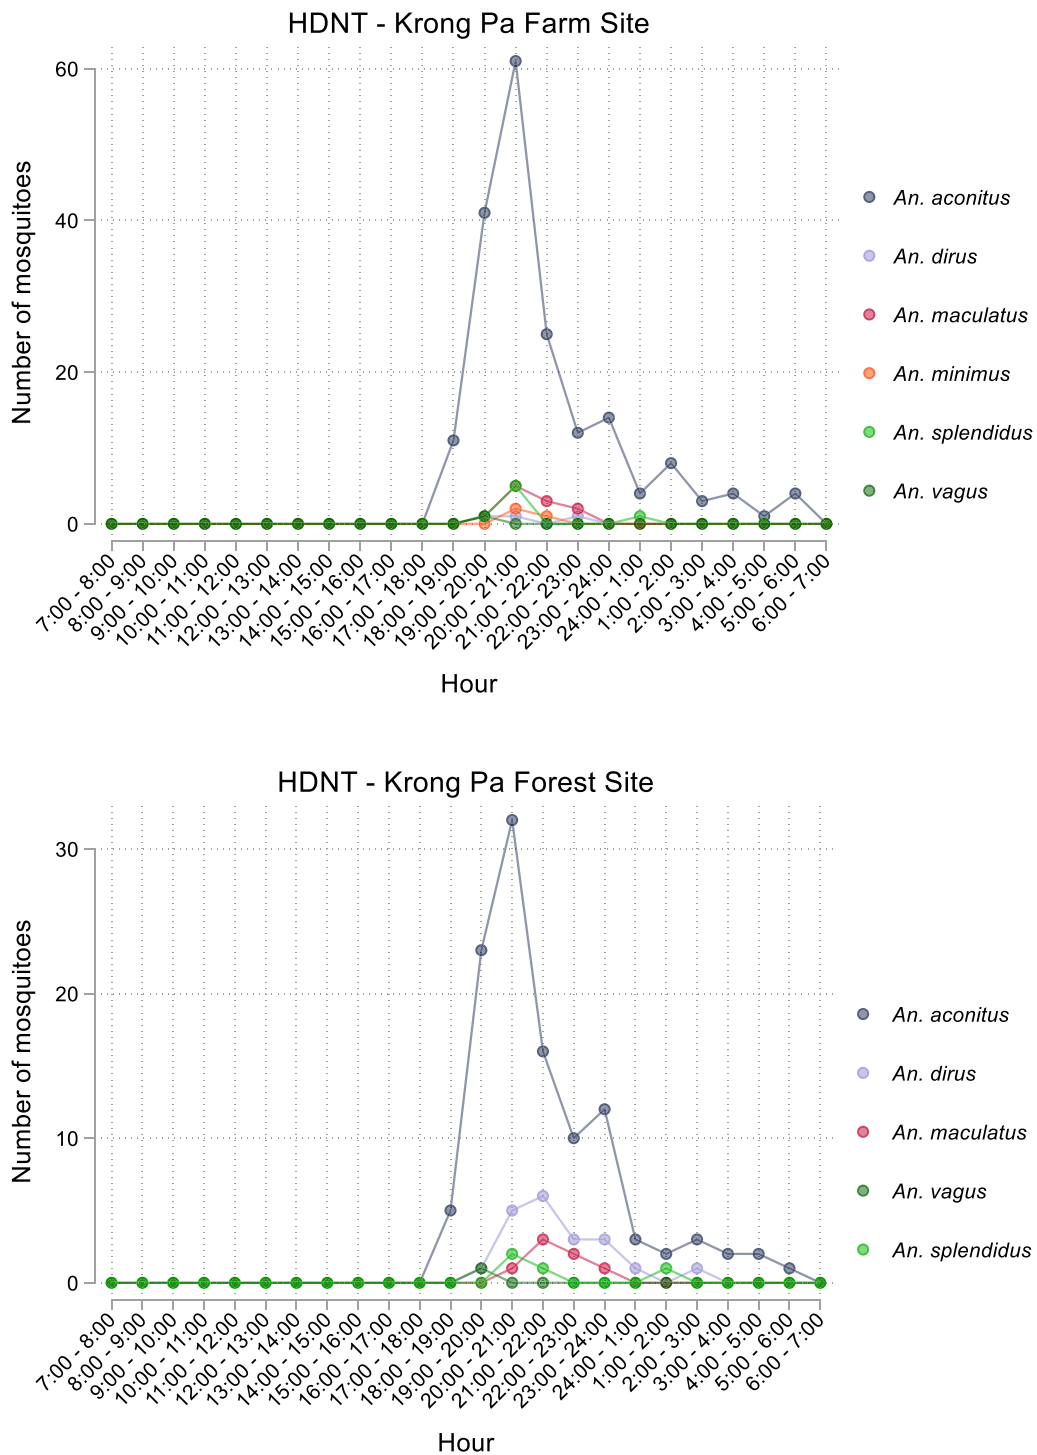 HDNT - Krong Pa Farm Site
Number of mosquitoes
60
40
20
0
7:00 - 8:00
8:00 - 9:00
9:00 - 10:00
10:00 - 11:00
11:00 - 12:00
12:00 - 13:00
13:00 - 14:00
14:00 - 15:00
15:00 - 16:00
16:00 - 17:00
17:00 - 18:00
18:00 - 19:00
19:00 - 20:00
20:00 - 21:00
21:00 - 22:00
22:00 - 23:00
23:00 - 24:00
24:00 - 1:00
1:00 - 2:00
2:00 - 3:00
3:00 - 4:00
4:00 - 5:00
5:00 - 6:00
6:00 - 7:00
Hour
An. aconitus
An. dirus
An. maculatus
An. minimus
An. splendidus
An. vagus
HDNT - Krong Pa Forest Site
Number of mosquitoes
30
20
10
0
7:00 - 8:00
8:00 - 9:00
9:00 - 10:00
10:00 - 11:00
11:00 - 12:00
12:00 - 13:00
13:00 - 14:00
14:00 - 15:00
15:00 - 16:00
16:00 - 17:00
17:00 - 18:00
18:00 - 19:00
19:00 - 20:00
20:00 - 21:00
21:00 - 22:00
22:00 - 23:00
23:00 - 24:00
24:00 - 1:00
1:00 - 2:00
2:00 - 3:00
3:00 - 4:00
4:00 - 5:00
5:00 - 6:00
6:00 - 7:00
Hour
An. aconitus
An. dirus
An. maculatus
An. vagus
An. splendidus